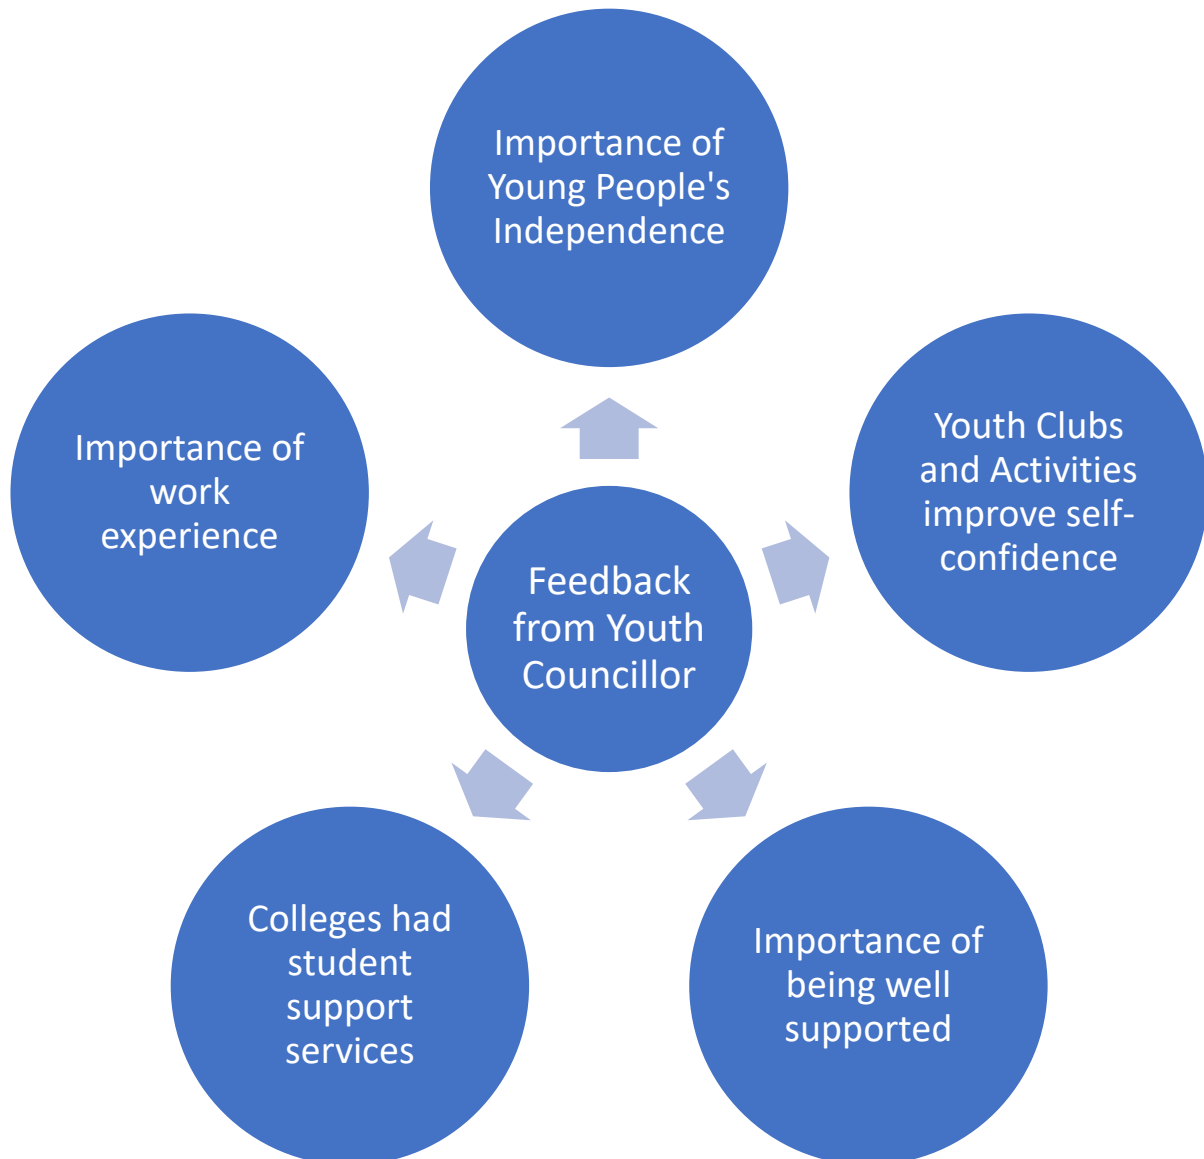 Importance of
Young People's
Independence
Importance of
work
experience
Youth Clubs
and Activities
improve self-
confidence
Feedback
from Youth
Councillor
Colleges had
student
support
services
Importance of
being well
supported